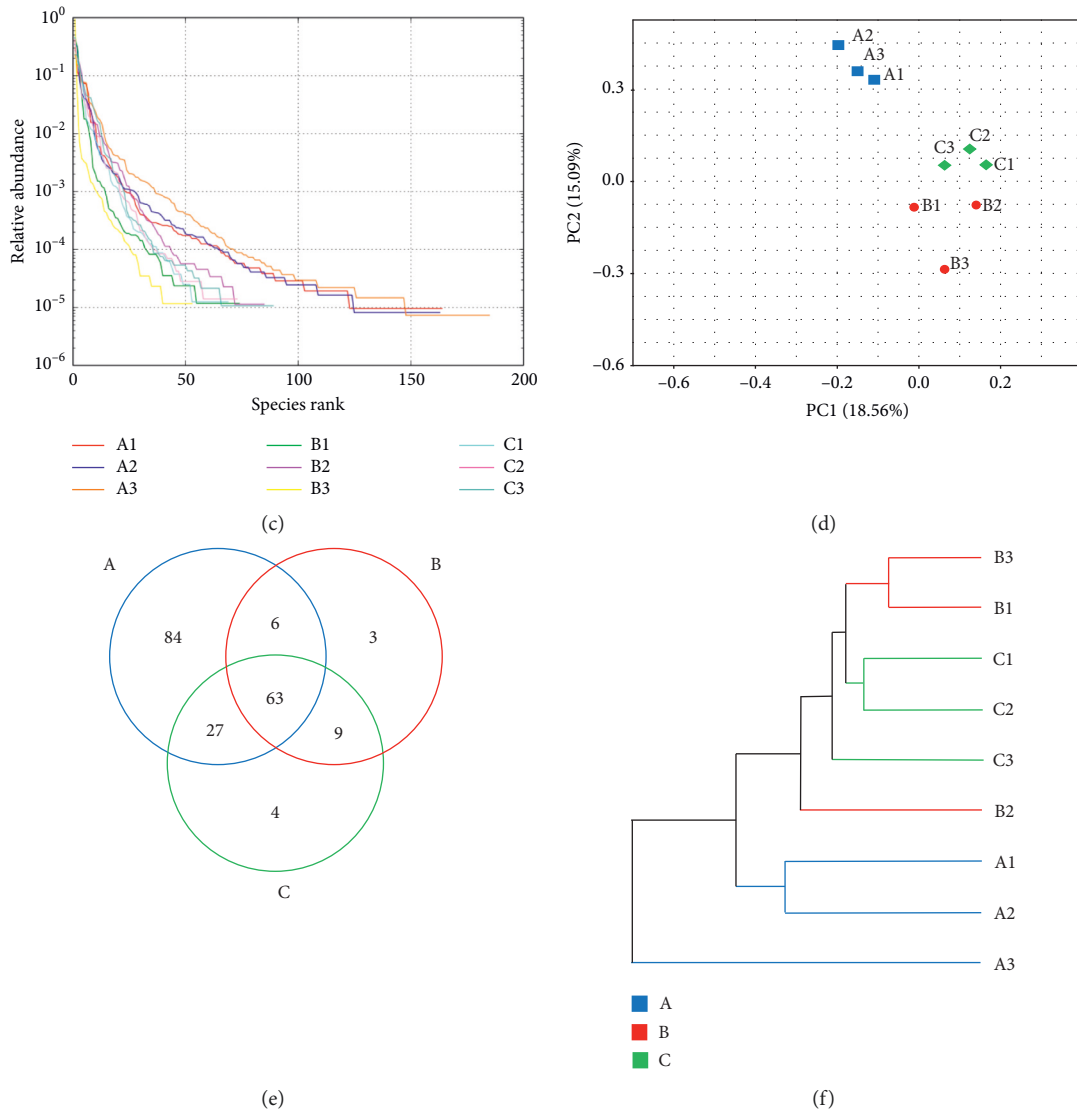 10⁰
10⁻¹
10⁻²
10⁻³
10⁻⁴
10⁻⁵
10⁻⁶
Relative abundance
0 50 100 150 200
Species rank
A1 B1 C1
A2 B2 C2
A3 B3 C3
(c)
A2
A3
A1
C2
C3
C1
B1 B2
B3
0.3
0.0
−0.3
−0.6
PC2 (15.09%)
−0.6 −0.4 −0.2 0.0 0.2
PC1 (18.56%)
(d)
A B
84 6 3
63
27 9
4
C
(e)
B3
B1
C1
C2
C3
B2
A1
A2
A3
A
B
C
(f)